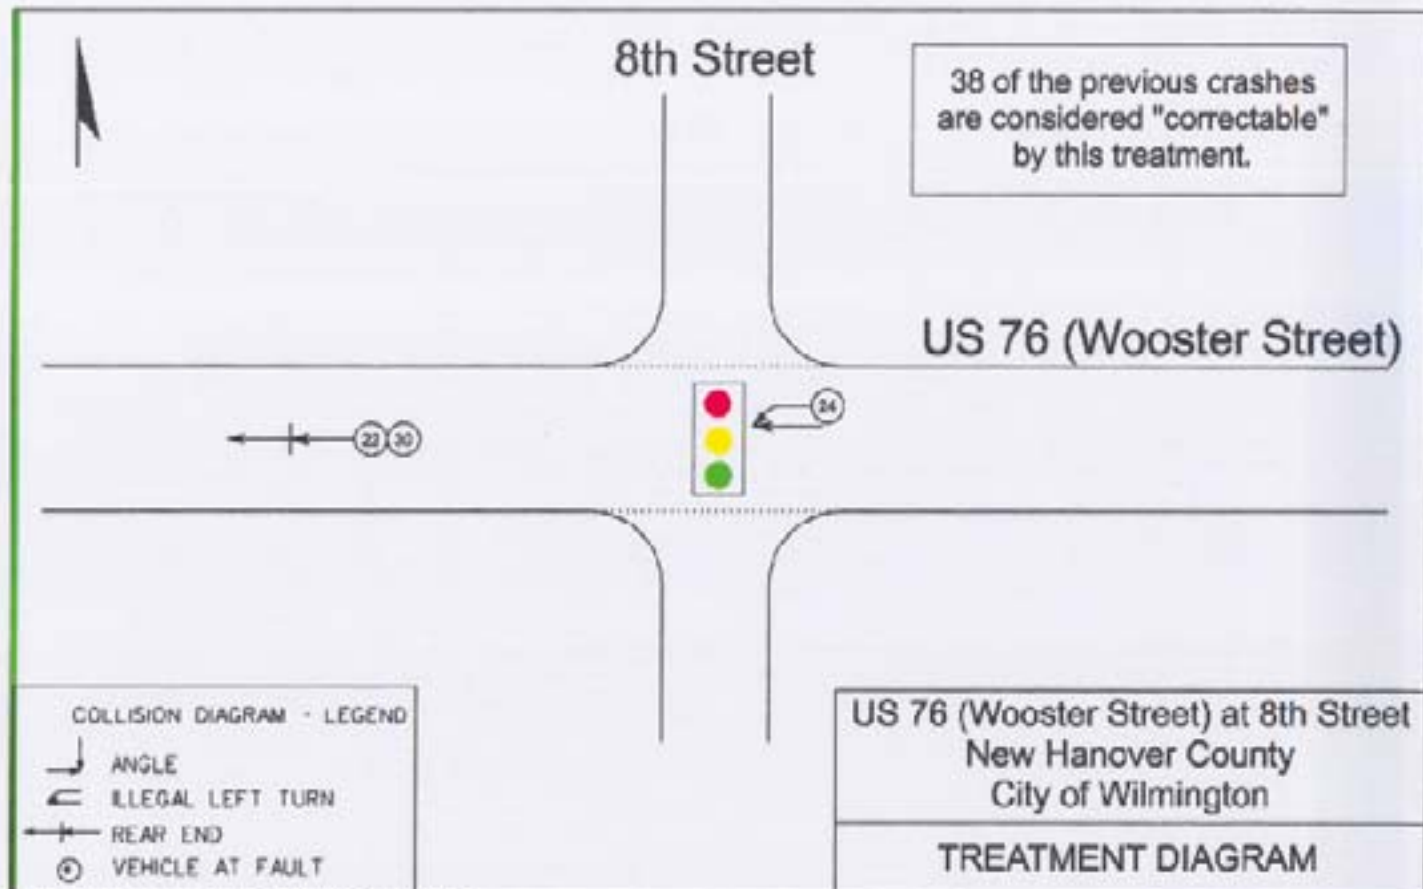 8th Street
38 of the previous crashes
are considered "correctable"
by this treatment.
US 76 (Wooster Street)
24
22 30
COLLISION DIAGRAM - LEGEND
ANGLE
ILLEGAL LEFT TURN
REAR END
VEHICLE AT FAULT
US 76 (Wooster Street) at 8th Street
New Hanover County
City of Wilmington
TREATMENT DIAGRAM